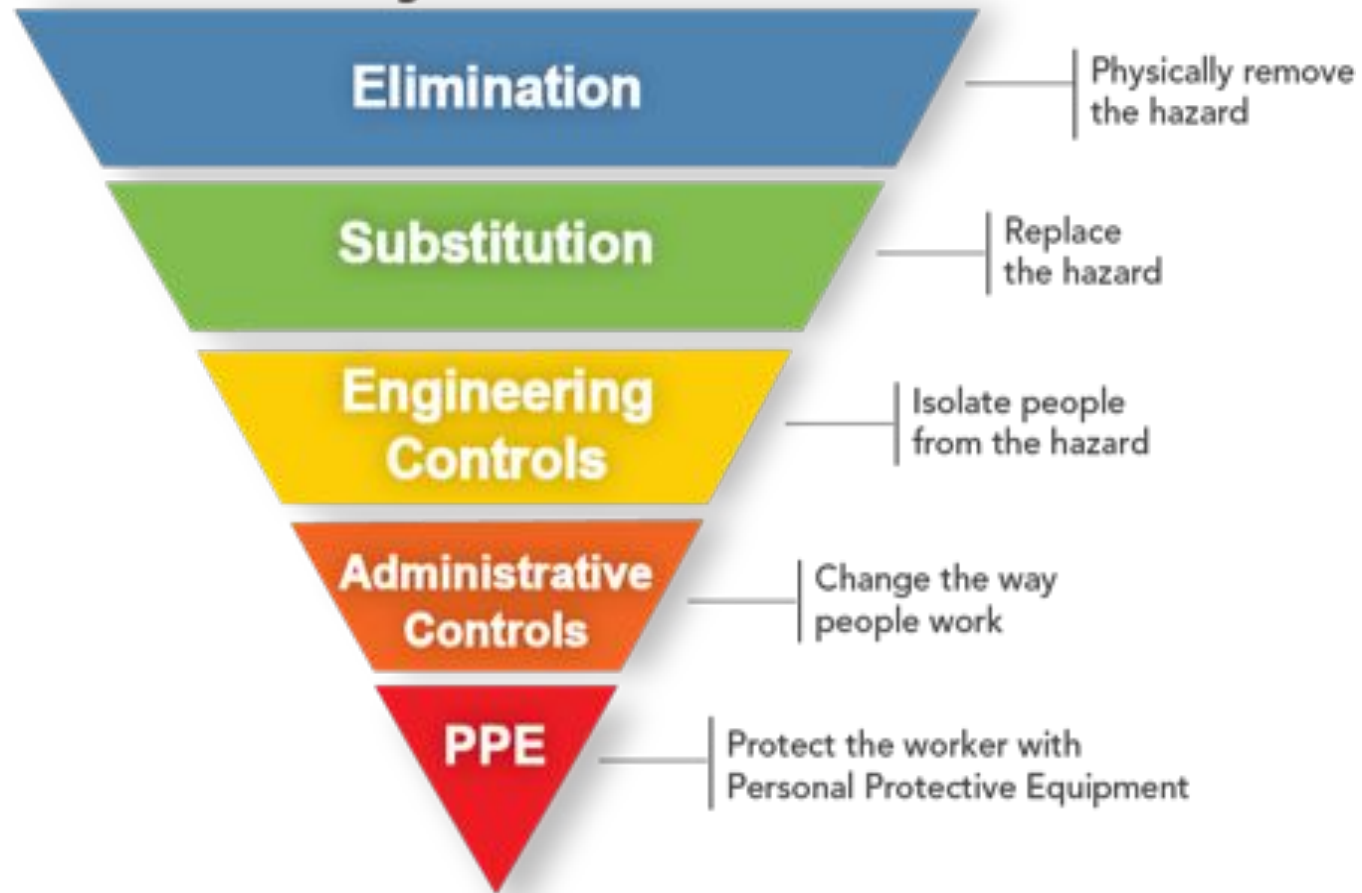 Elimination
Physically remove
the hazard
Substitution
Replace
the hazard
Engineering
Controls
Isolate people
from the hazard
Administrative
Controls
Change the way
people work
PPE
Protect the worker with
Personal Protective Equipment